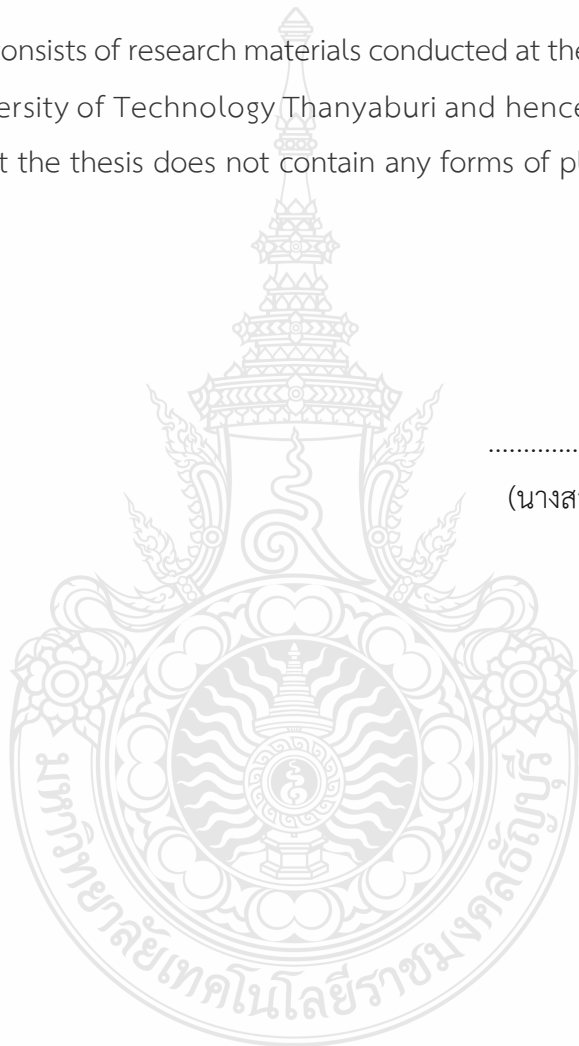 onsists of research materials conducted at the
ersity of Technology Thanyaburi and hence
t the thesis does not contain any forms of pl
..............
(นางส
มหาวิทยาลัยเทคโนโลยีราชมงคลธัญบุรี